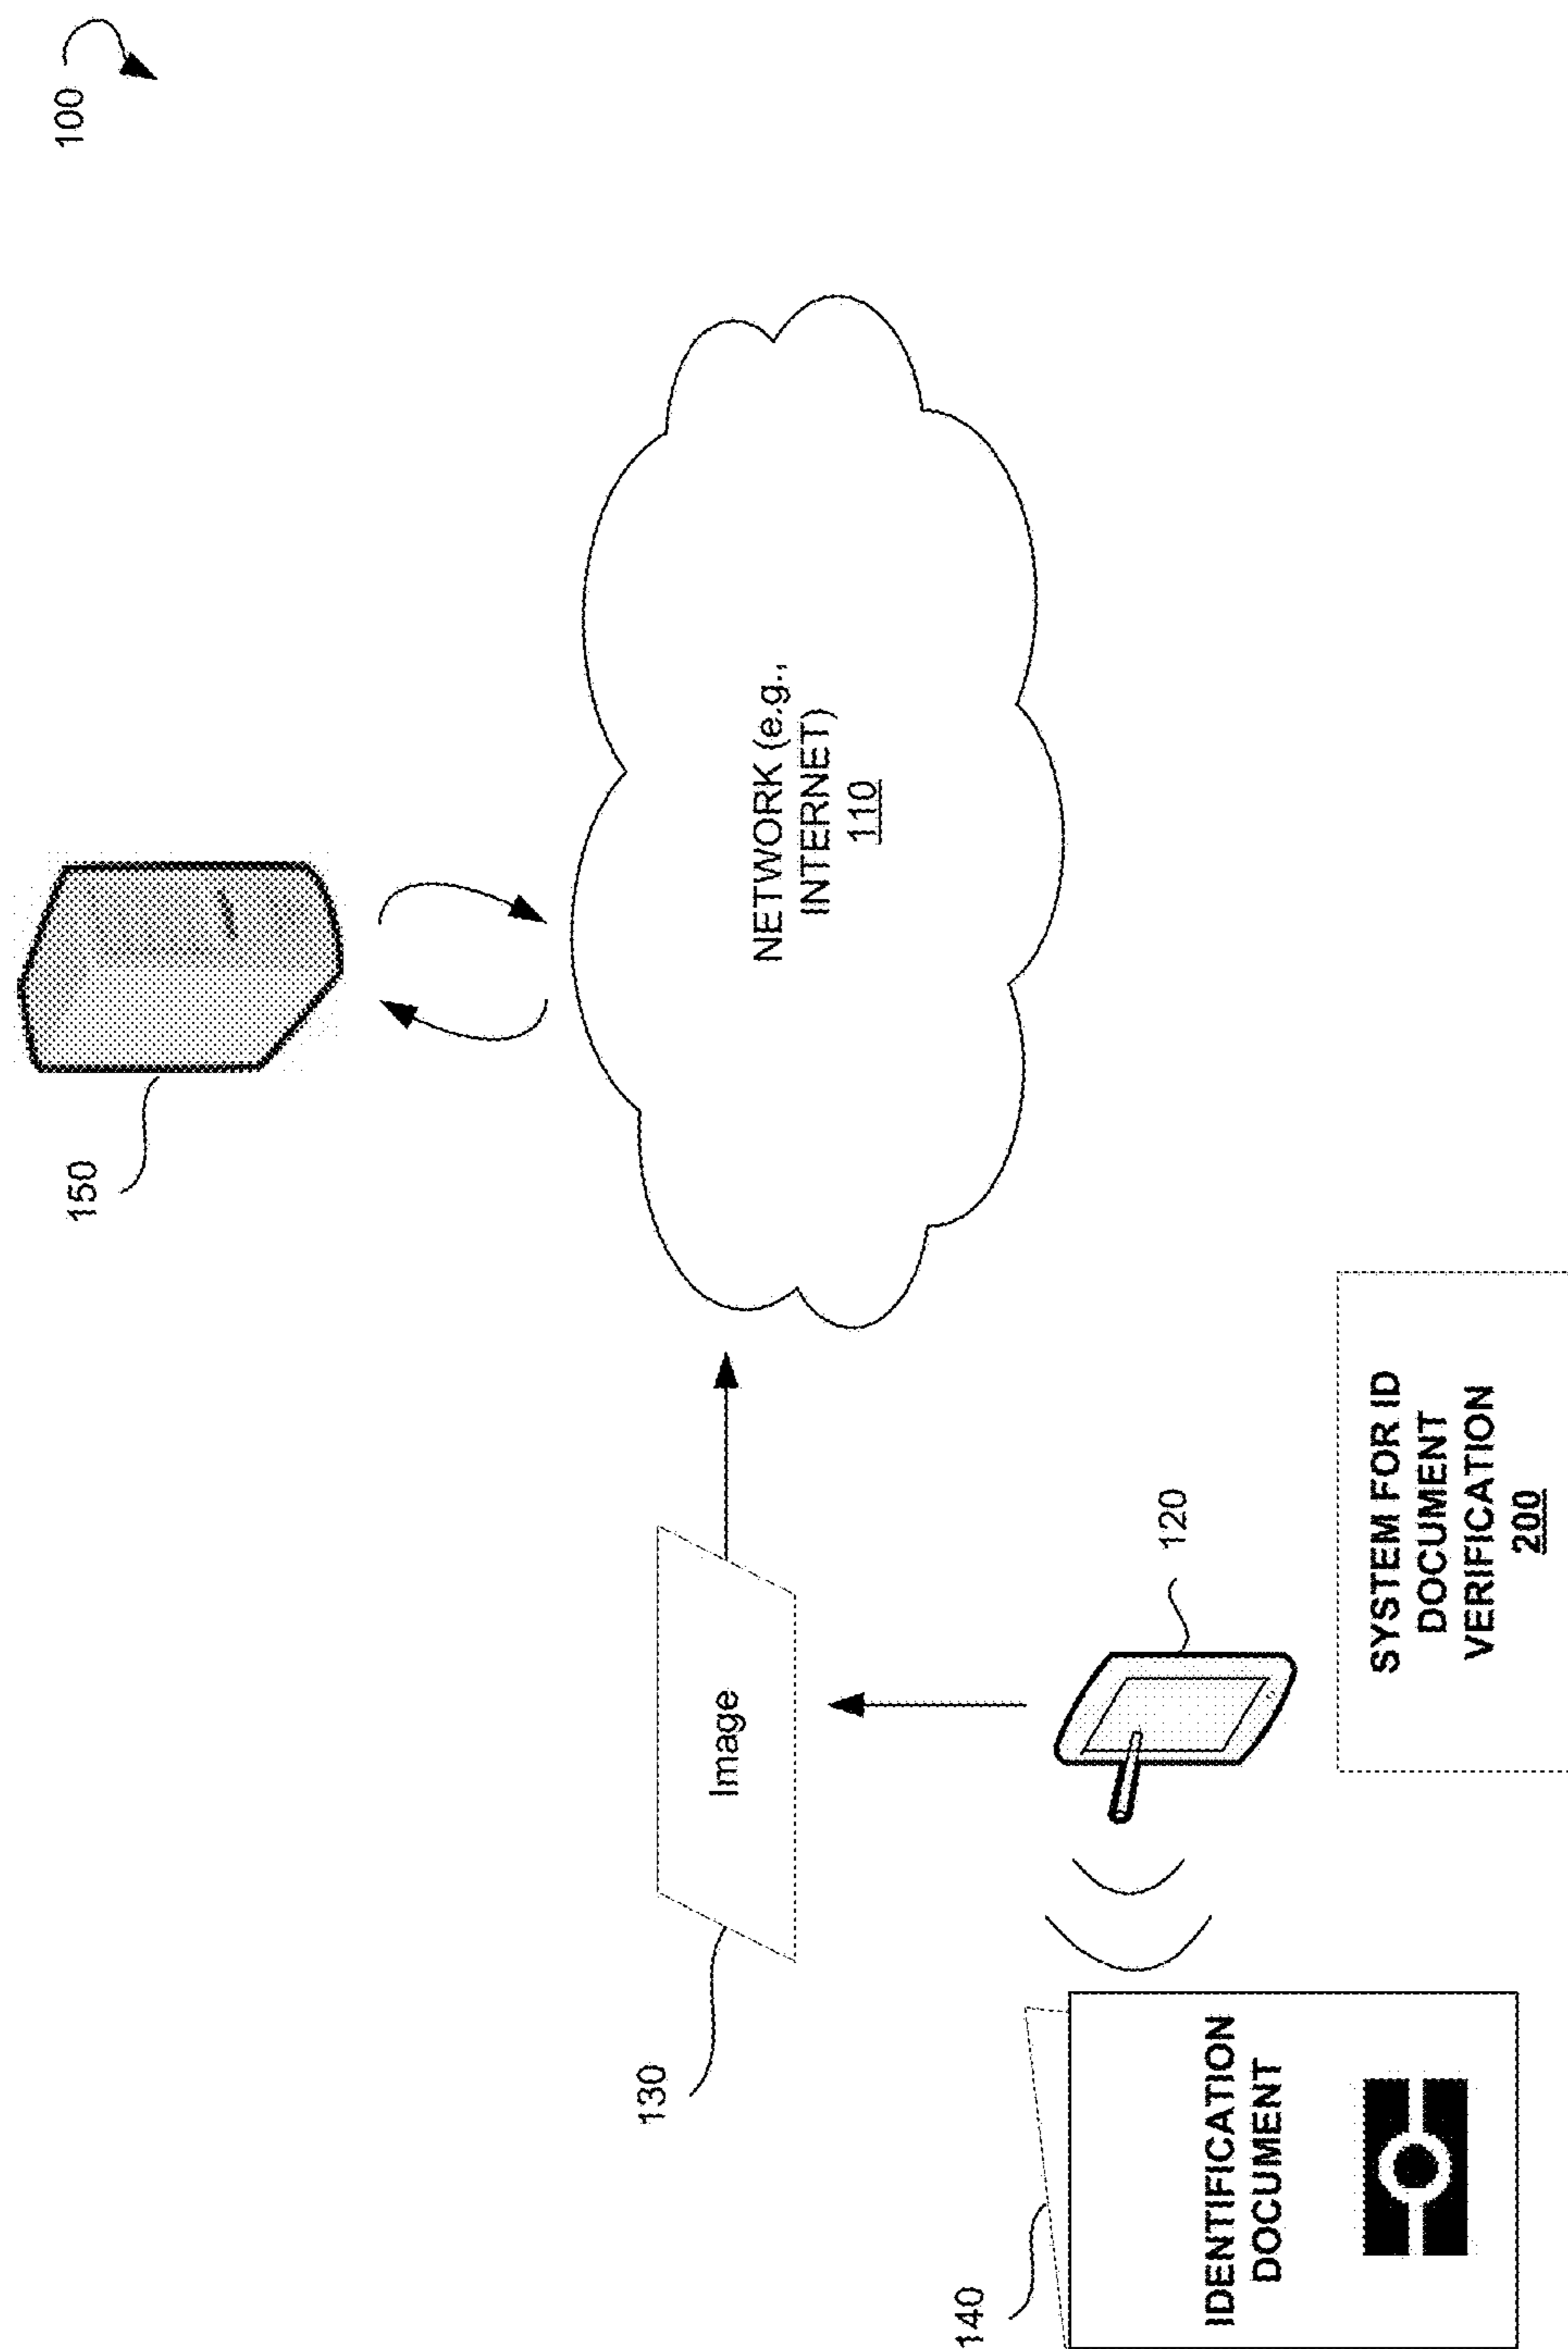 100
150
NETWORK (e.g.,
INTERNET)
110
130
Image
120
140
IDENTIFICATION
DOCUMENT
SYSTEM FOR ID
DOCUMENT
VERIFICATION
200